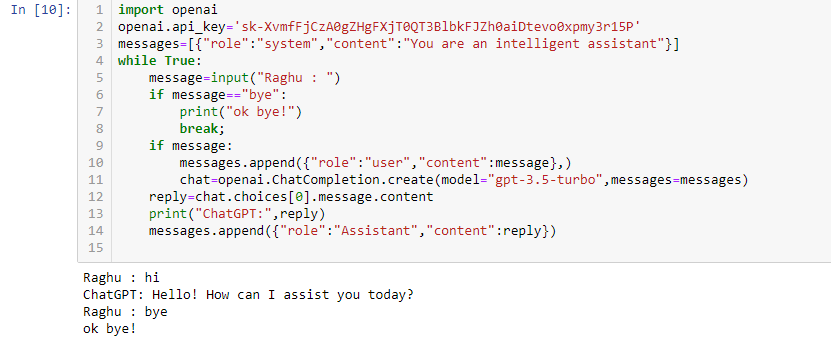 In [10]:
1 import openai
2 openai.api_key='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'
3 messages=[{"role":"system","content":"You are an intelligent assistant"}]
4 while True:
5     message=input("Raghu : ")
6     if message=="bye":
7         print("ok bye!")
8         break;
9     if message:
10         messages.append({"role":"user","content":message},)
11         chat=openai.ChatCompletion.create(model="gpt-3.5-turbo",messages=messages)
12     reply=chat.choices[0].message.content
13     print("ChatGPT:",reply)
14     messages.append({"role":"Assistant","content":reply})
15
Raghu : hi
ChatGPT: Hello! How can I assist you today?
Raghu : bye
ok bye!